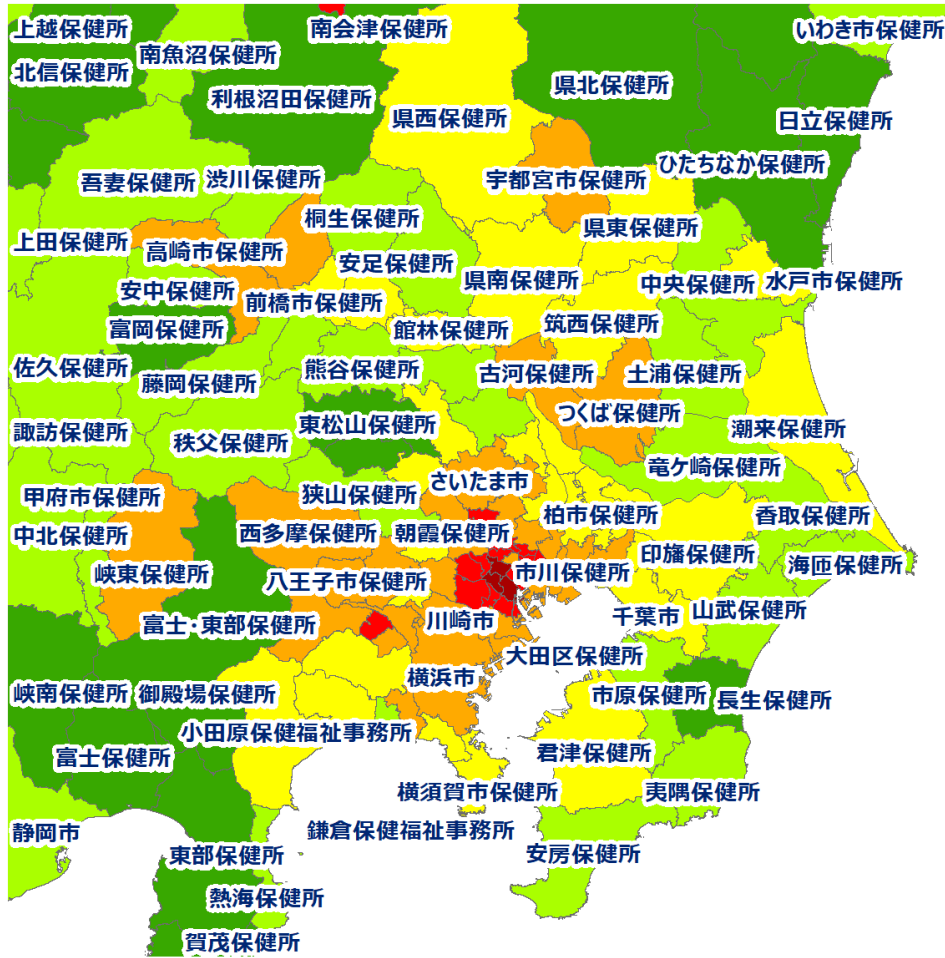 上越保健所
南会津保健所
いわき市保健所
南魚沼保健所
北信保健所
県北保健所
利根沼田保健所
県西保健所
日立保健所
ひたちなか保健所
吾妻保健所
渋川保健所
宇都宮市保健所
桐生保健所
県東保健所
上田保健所
高崎市保健所
安足保健所
県南保健所
中央保健所
水戸市保健所
安中保健所
前橋市保健所
富岡保健所
館林保健所
筑西保健所
佐久保健所
藤岡保健所
熊谷保健所
古河保健所
土浦保健所
つくば保健所
東松山保健所
諏訪保健所
秩父保健所
潮来保健所
竜ケ崎保健所
さいたま市
甲府市保健所
狭山保健所
柏市保健所
香取保健所
中北保健所
西多摩保健所
朝霞保健所
印旛保健所
海匝保健所
峡東保健所
八王子市保健所
市川保健所
富士・東部保健所
川崎市
千葉市
山武保健所
大田区保健所
横浜市
峡南保健所
御殿場保健所
市原保健所
長生保健所
小田原保健福祉事務所
富士保健所
君津保健所
横須賀市保健所
夷隅保健所
静岡市
鎌倉保健福祉事務所
東部保健所
安房保健所
熱海保健所
賀茂保健所